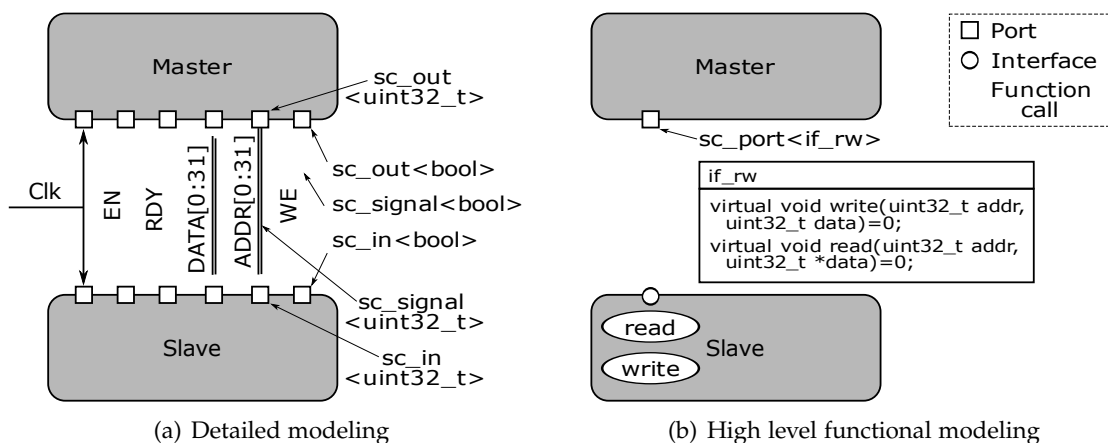 Master
sc_out
<uint32_t>
Clk
EN
RDY
DATA[0:31]
ADDR[0:31]
WE
sc_out<bool>
sc_signal<bool>
sc_in<bool>
sc_signal
<uint32_t>
Slave
sc_in
<uint32_t>
(a) Detailed modeling
Master
sc_port<if_rw>
if_rw
virtual void write(uint32_t addr,
uint32_t data)=0;
virtual void read(uint32_t addr,
uint32_t *data)=0;
read
write
Slave
(b) High level functional modeling
Port
Interface
Function
call